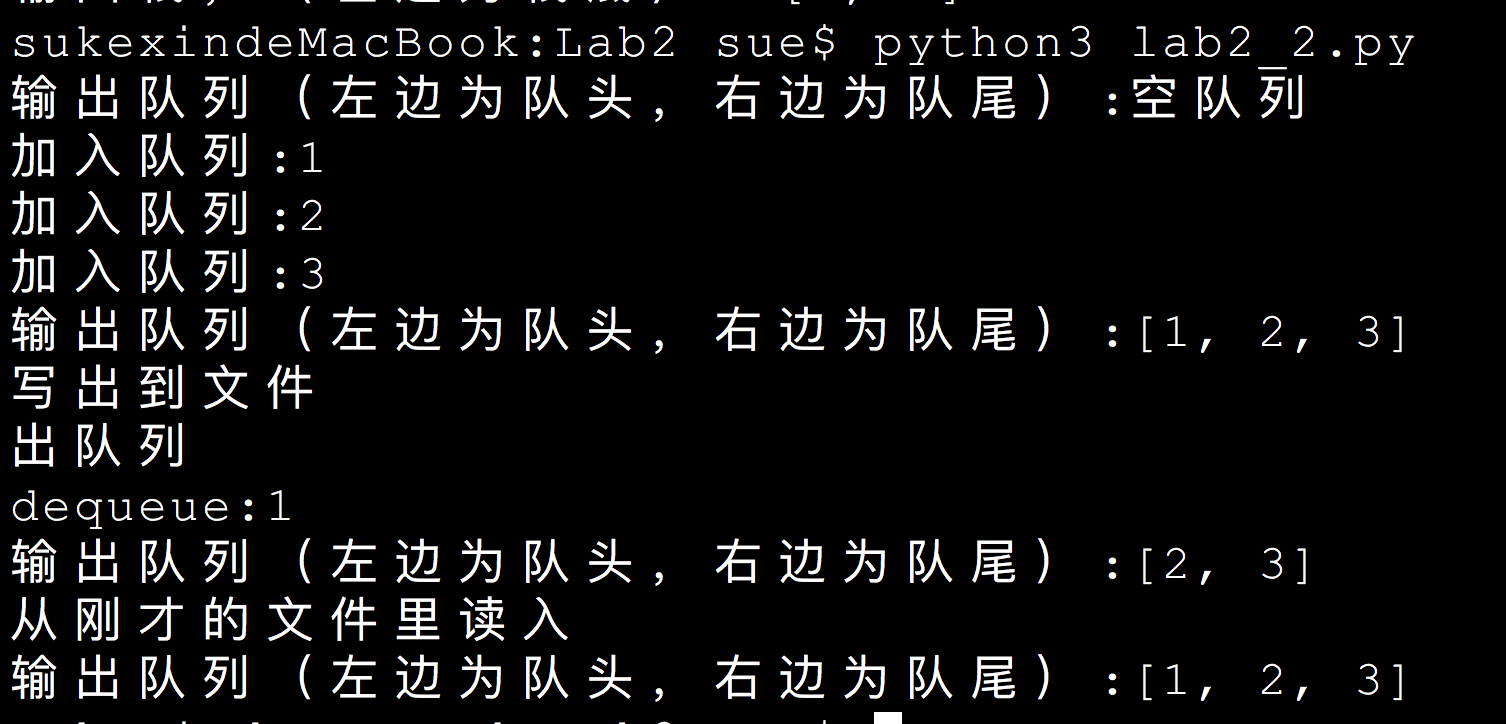 sukexindeMacBook:Lab2 sue$ python3 lab2_2.py
输出队列（左边为队头，右边为队尾）:空队列
加入队列:1
加入队列:2
加入队列:3
输出队列（左边为队头，右边为队尾）:[1, 2, 3]
写出到文件
出队列
dequeue:1
输出队列（左边为队头，右边为队尾）:[2, 3]
从刚才的文件里读入
输出队列（左边为队头，右边为队尾）:[1, 2, 3]